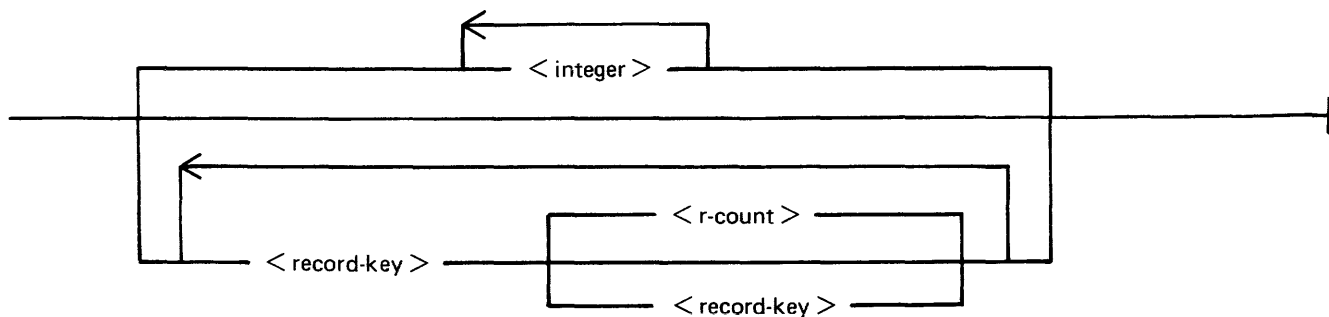 < integer >
< r-count >
< record-key >
< record-key >